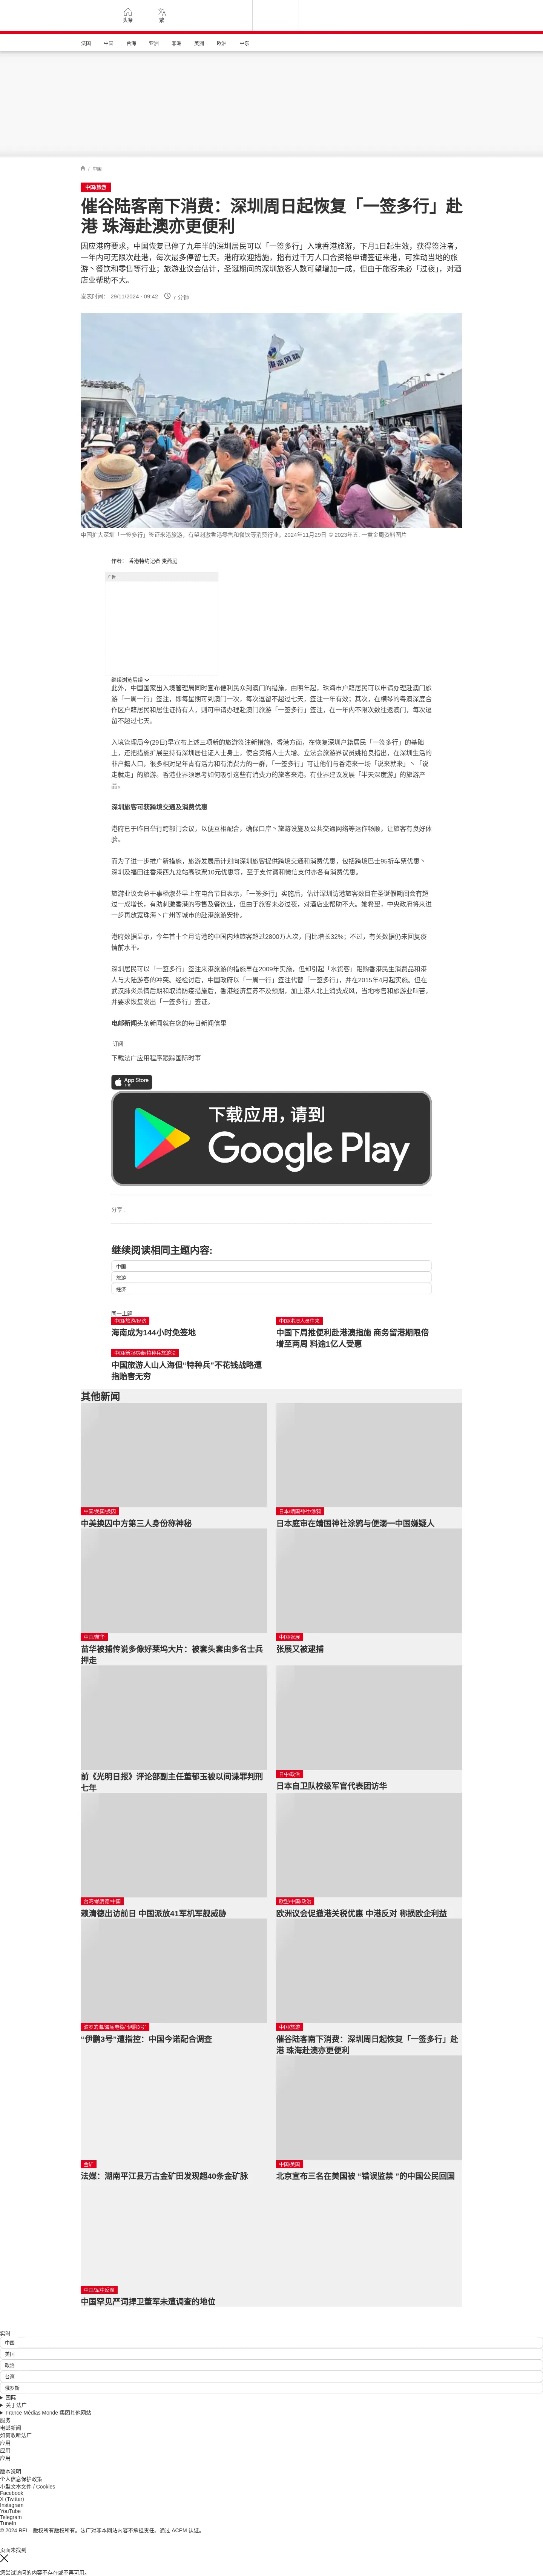 头条
繁
法国
中国
台海
亚洲
非洲
美洲
欧洲
中东
/ 中国
中国/旅游
催谷陆客南下消费：深圳周日起恢复「一签多行」赴
港 珠海赴澳亦更便利
因应港府要求，中国恢复已停了九年半的深圳居民可以「一签多行」入境香港旅游，下月1日起生效，获得签注者，
一年内可无限次赴港，每次最多停留七天。港府欢迎措施，指有过千万人口合资格申请签证来港，可推动当地的旅
游丶餐饮和零售等行业；旅游业议会估计，圣诞期间的深圳旅客人数可望增加一成，但由于旅客未必「过夜」，对酒
店业帮助不大。
发表时间： 29/11/2024 - 09:42
7 分钟
中国扩大深圳「一签多行」签证来港旅游，有望刺激香港零售和餐饮等消费行业。2024年11月29日 © 2023年五. 一黄金周资料图片
作者： 香港特约记者 麦燕庭
广告
继续浏览后续
此外，中国国家出入境管理局同时宣布便利民众到澳门的措施，由明年起，珠海市户籍居民可以申请办理赴澳门旅
游「一周一行」签注，即每星期可到澳门一次，每次逗留不超过七天，签注一年有效；其次，在横琴的粤澳深度合
作区户籍居民和居住证持有人，则可申请办理赴澳门旅游「一签多行」签注，在一年内不限次数往返澳门，每次逗
留不超过七天。
入境管理局今(29日)早宣布上述三项新的旅游签注新措施，香港方面，在恢复深圳户籍居民「一签多行」的基础
上，还把措施扩展至持有深圳居住证人士身上，使合资格人士大增。立法会旅游界议员姚柏良指出，在深圳生活的
非户籍人口，很多相对是年青有活力和有消费力的一群，「一签多行」可让他们与香港来一场「说来就来」丶「说
走就走」的旅游。香港业界须思考如何吸引这些有消费力的旅客来港。有业界建议发展「半天深度游」的旅游产
品。
深圳旅客可获跨境交通及消费优惠
港府已于昨日举行跨部门会议，以便互相配合，确保口岸丶旅游设施及公共交通网络等运作畅顺，让旅客有良好体
验。
而为了进一步推广新措施，旅游发展局计划向深圳旅客提供跨境交通和消费优惠，包括跨境巴士95折车票优惠丶
深圳及福田往香港西九龙站高铁票10元优惠等，至于支付算和微信支付亦各有消费优惠。
旅游业议会总干事杨淑芬早上在电台节目表示，「一签多行」实施后，估计深圳访港旅客数目在圣诞假期间会有超
过一成增长，有助刺激香港的零售及餐饮业，但由于旅客未必过夜，对酒店业帮助不大。她希望，中央政府将来进
一步再放宽珠海丶广州等城市的赴港旅游安排。
港府数据显示，今年首十个月访港的中国内地旅客超过2800万人次，同比增长32%；不过，有关数据仍未回复疫
情前水平。
深圳居民可以「一签多行」签注来港旅游的措施早在2009年实施，但却引起「水货客」麾购香港民生消费品和港
人与大陆游客的冲突。经检讨后，中国政府以「一周一行」签注代替「一签多行」，并在2015年4月起实施。但在
武汉肺炎杀情后期和取消防疫措施后，香港经济复苏不及预期，加上港人北上消费成风，当地零售和旅游业叫苦，
并要求恢复发出「一签多行」签证。
电邮新闻头条新闻就在您的每日新闻信里
订阅
下载法广应用程序跟踪国际时事
App Store
下载
下载应用，请到
Google Play
分享 :
继续阅读相同主题内容:
中国
旅游
经济
同一主题
中国/旅游/经济
海南成为144小时免签地
中国/港澳人员往来
中国下周推便利赴港澳指施 商务留港期限倍
增至两周 料逾1亿人受惠
中国/新冠病毒/特种兵旅游法
中国旅游人山人海但“特种兵”不花钱战略遭
指贻害无穷
其他新闻
中国/美国/换囚
中美换囚中方第三人身份称神秘
日本/靖国神社/涂鸦
日本庭审在靖国神社涂鸦与便溺一中国嫌疑人
中国/苗华
苗华被捕传说多像好莱坞大片：被套头套由多名士兵
押走
中国/张展
张展又被逮捕
前《光明日报》评论部副主任董郁玉被以间谍罪判刑
七年
日中/政治
日本自卫队校级军官代表团访华
台湾/赖清德/中国
赖清德出访前日 中国派放41军机军舰威胁
欧盟/中国/政治
欧洲议会促撤港关税优惠 中港反对 称损欧企利益
波罗的海/海底电缆/“伊鹏3号”
“伊鹏3号”遭指控：中国今诺配合调查
中国/旅游
催谷陆客南下消费：深圳周日起恢复「一签多行」赴
港 珠海赴澳亦更便利
金矿
法媒：湖南平江县万古金矿田发现超40条金矿脉
中国/美国
北京宣布三名在美国被 “错误监禁 ”的中国公民回国
中国/军中反腐
中国罕见严词捍卫董军未遭调查的地位
实时
中国
美国
政治
台湾
俄罗斯
国际
关于法广
France Médias Monde 集团其他网站
服务
电邮新闻
如何收听法广
应用
应用
应用
版本说明
个人信息保护政策
小型文本文件 / Cookies
Facebook
X (Twitter)
Instagram
YouTube
Telegram
TuneIn
© 2024 RFI – 版权所有版权所有。法广对非本网站内容不承担责任。通过 ACPM 认证。
页面未找到
您尝试访问的内容不存在或不再可用。